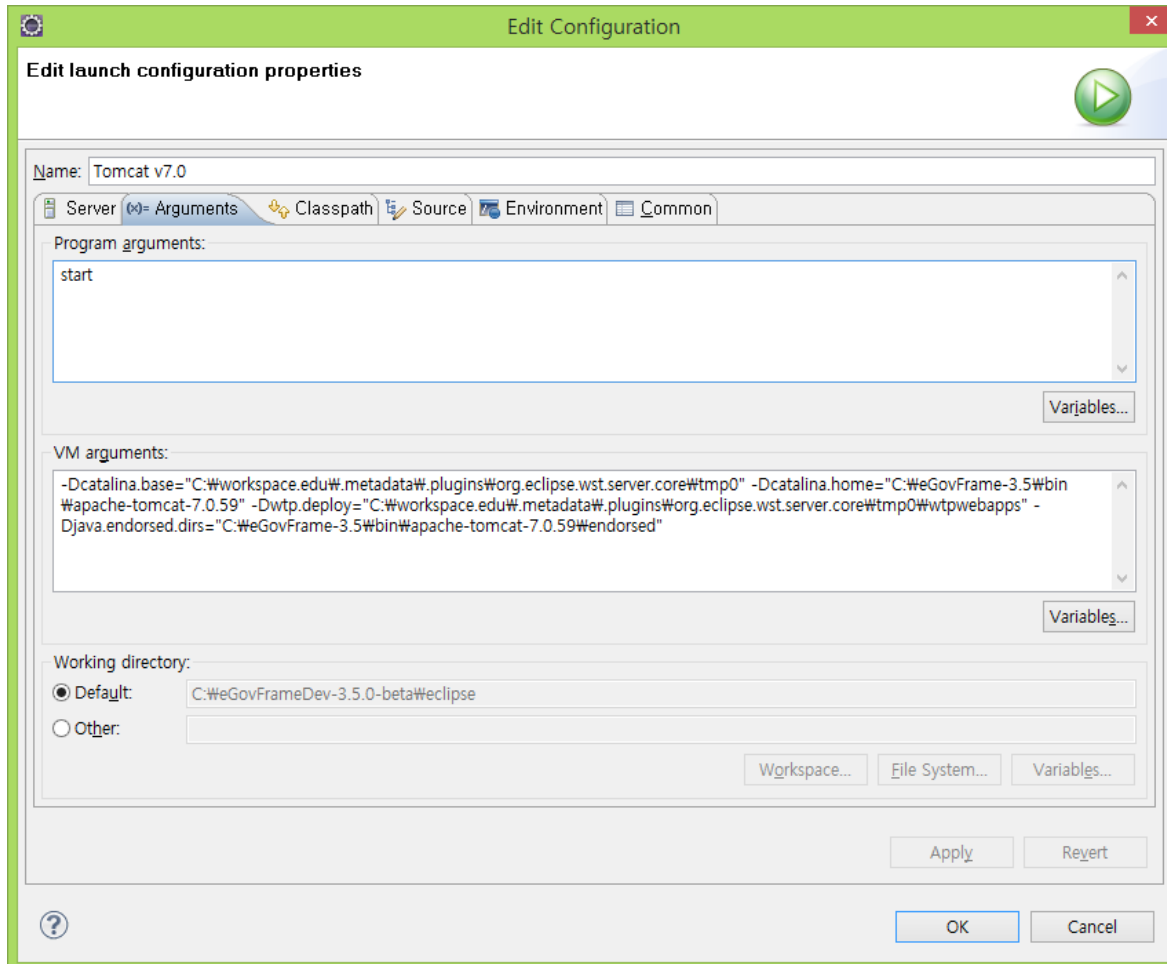 Edit Configuration
Edit launch configuration properties
Name: Tomcat v7.0
Server (x)= Arguments Classpath Source Environment Common
Program arguments:
start
Variables...
VM arguments:
-Dcatalina.base="C:₩workspace.edu₩.metadata₩.plugins₩org.eclipse.wst.server.core₩tmp0" -Dcatalina.home="C:₩eGovFrame-3.5₩bin
₩apache-tomcat-7.0.59" -Dwtp.deploy="C:₩workspace.edu₩.metadata₩.plugins₩org.eclipse.wst.server.core₩tmp0₩wtpwebapps" -
Djava.endorsed.dirs="C:₩eGovFrame-3.5₩bin₩apache-tomcat-7.0.59₩endorsed"
Variables...
Working directory:
Default: C:₩eGovFrameDev-3.5.0-beta₩eclipse
Other:
Workspace... File System... Variables...
Apply Revert
OK Cancel